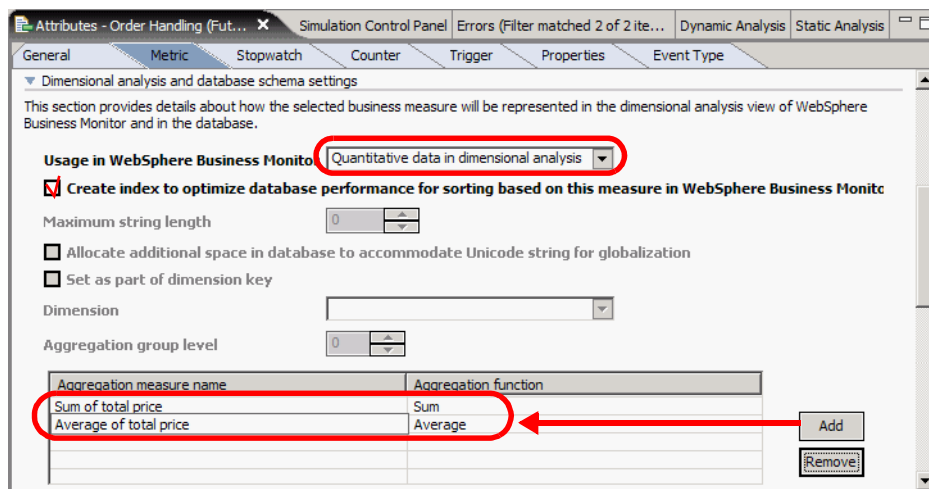 Attributes - Order Handling (Fut... Simulation Control Panel Errors (Filter matched 2 of 2 ite... Dynamic Analysis Static Analysis
General Metric Stopwatch Counter Trigger Properties Event Type
Dimensional analysis and database schema settings
This section provides details about how the selected business measure will be represented in the dimensional analysis view of WebSphere
Business Monitor and in the database.
Usage in WebSphere Business Monitor Quantitative data in dimensional analysis
Create index to optimize database performance for sorting based on this measure in WebSphere Business Monito
Maximum string length 0
Allocate additional space in database to accommodate Unicode string for globalization
Set as part of dimension key
Dimension
Aggregation group level 0
Aggregation measure name Aggregation function
Sum of total price Sum
Average of total price Average
Add
Remove